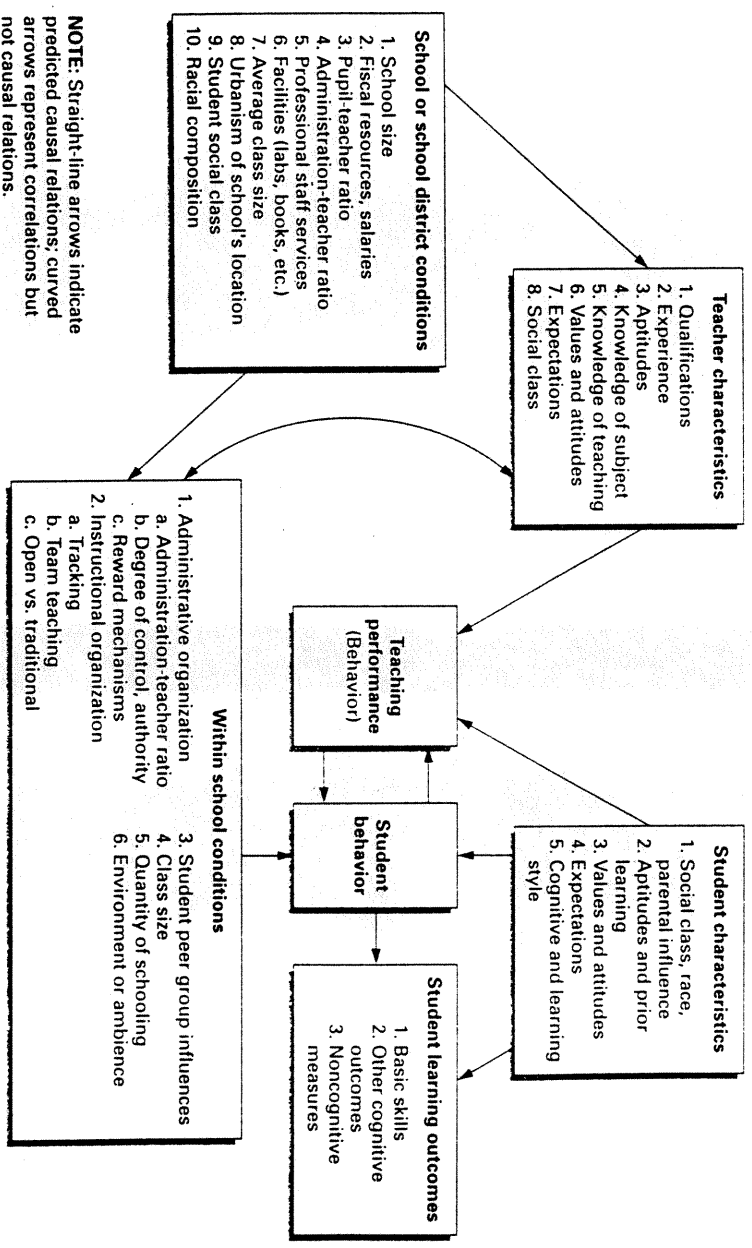 School or school district conditions
1. School size
2. Fiscal resources, salaries
3. Pupil-teacher ratio
4. Administration-teacher ratio
5. Professional staff services
6. Facilities (labs, books, etc.)
7. Average class size
8. Urbanism of school's location
9. Student social class
10. Racial composition
Teacher characteristics
1. Qualifications
2. Experience
3. Aptitudes
4. Knowledge of subject
5. Knowledge of teaching
6. Values and attitudes
7. Expectations
8. Social class
Student characteristics
1. Social class, race,
parental influence
2. Aptitudes and prior
learning
3. Values and attitudes
4. Expectations
5. Cognitive and learning
style
Teaching
performance
(Behavior)
Student
behavior
Student learning outcomes
1. Basic skills
2. Other cognitive
outcomes
3. Noncognitive
measures
Within school conditions
1. Administrative organization
a. Administration-teacher ratio
b. Degree of control, authority
c. Reward mechanisms
2. Instructional organization
a. Tracking
b. Team teaching
c. Open vs. traditional
3. Student peer group influences
4. Class size
5. Quantity of schooling
6. Environment or ambience
NOTE: Straight-line arrows indicate
predicted causal relations; curved
arrows represent correlations but
not causal relations.